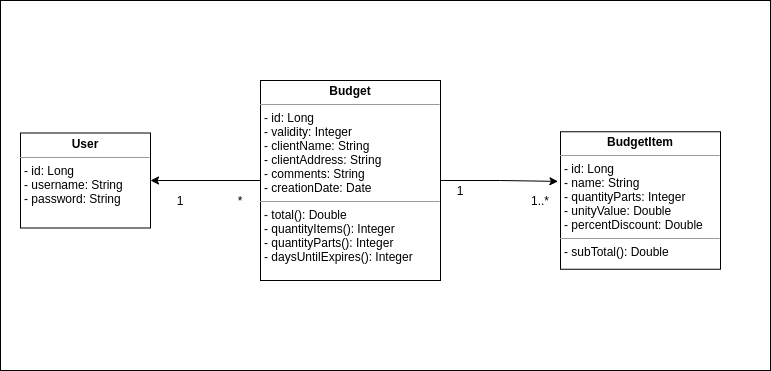 User
- id: Long
- username: String
- password: String
1
*
Budget
- id: Long
- validity: Integer
- clientName: String
- clientAddress: String
- comments: String
- creationDate: Date
- total(): Double
- quantityItems(): Integer
- quantityParts(): Integer
- daysUntilExpires(): Integer
1
1..*
BudgetItem
- id: Long
- name: String
- quantityParts: Integer
- unityValue: Double
- percentDiscount: Double
- subTotal(): Double